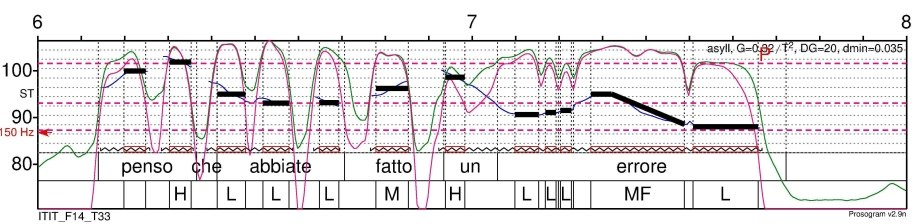 6 7 8
asyll, G=0.32/T², DG=20, dmin=0.035
P
100
ST
90
150 Hz
80
penso che abbiate fatto un errore
H L L L M H L L L MF L
ITIT_F14_T33 Prosogram v2.9n